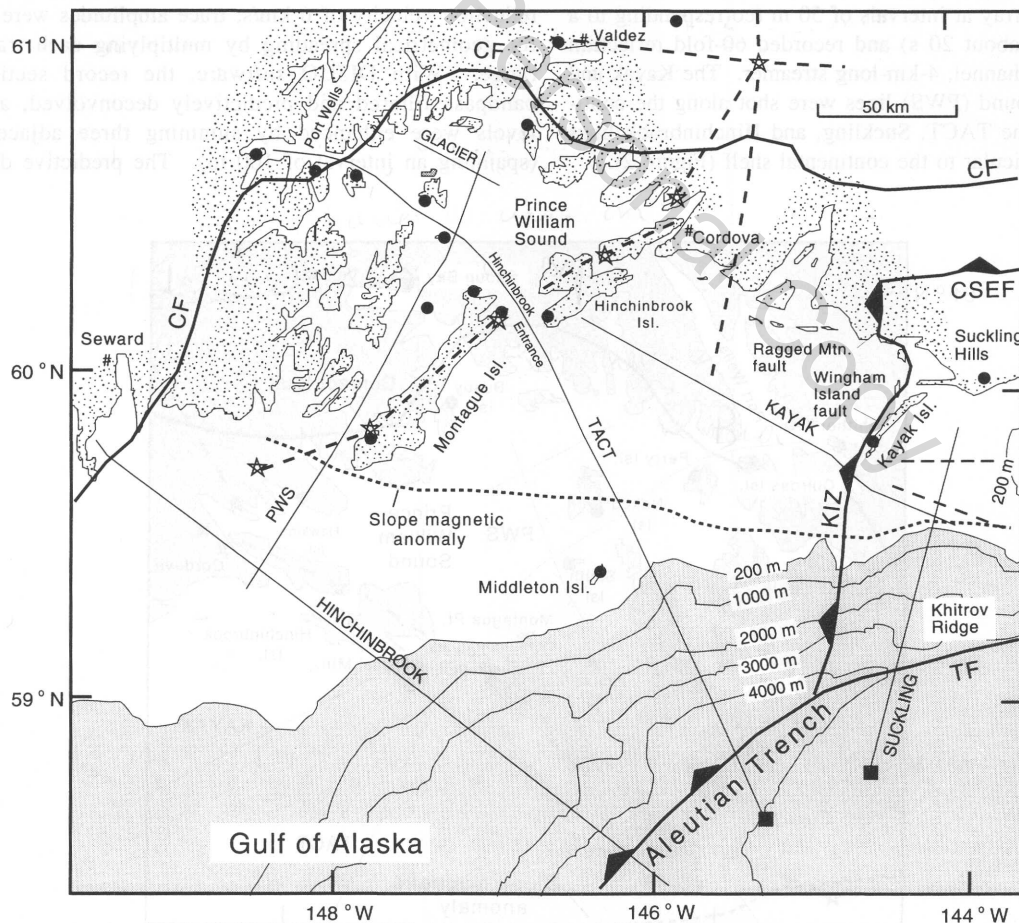 61° N
60° N
59° N
148° W
146° W
144° W
CF
Valdez
#
50 km
Port Wells
GLACIER
CF
Prince
William
Sound
#Cordova
CF
Hinchinbrook
Entrance
Hinchinbrook
Isl.
CSEF
Seward
#
Ragged Mtn.
fault
Suckling
Hills
Wingham
Island
fault
Montague Isl.
KAYAK
Kayak Isl.
TACT
PWS
200 m
KIZ
Slope magnetic
anomaly
Middleton Isl.
200 m
1000 m
2000 m
3000 m
4000 m
Khitrov
Ridge
HINCHINBROOK
TF
SUCKLING
Aleutian Trench
Gulf of Alaska
Personal Copy